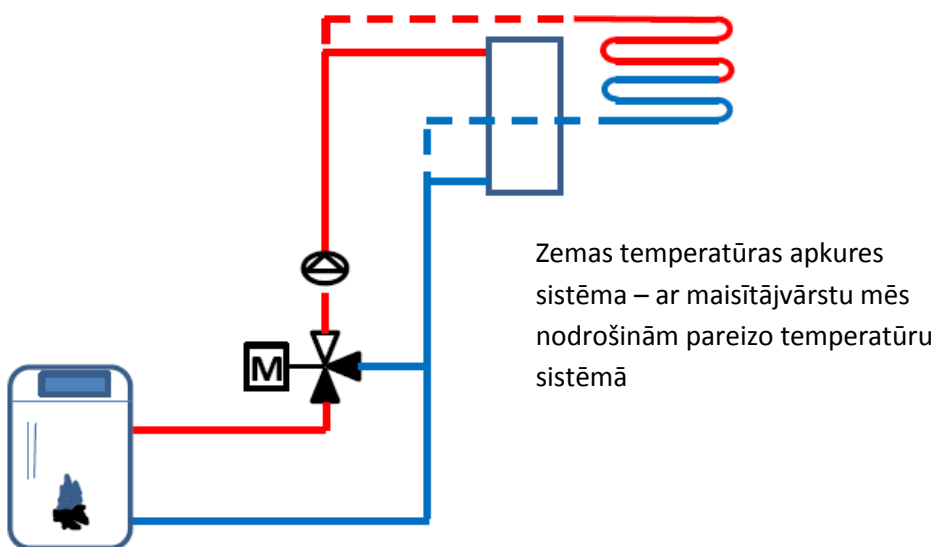 Zemas temperatūras apkures
sistēma – ar maisītājvārstu mēs
nodrošinām pareizo temperatūru
sistēmā
M